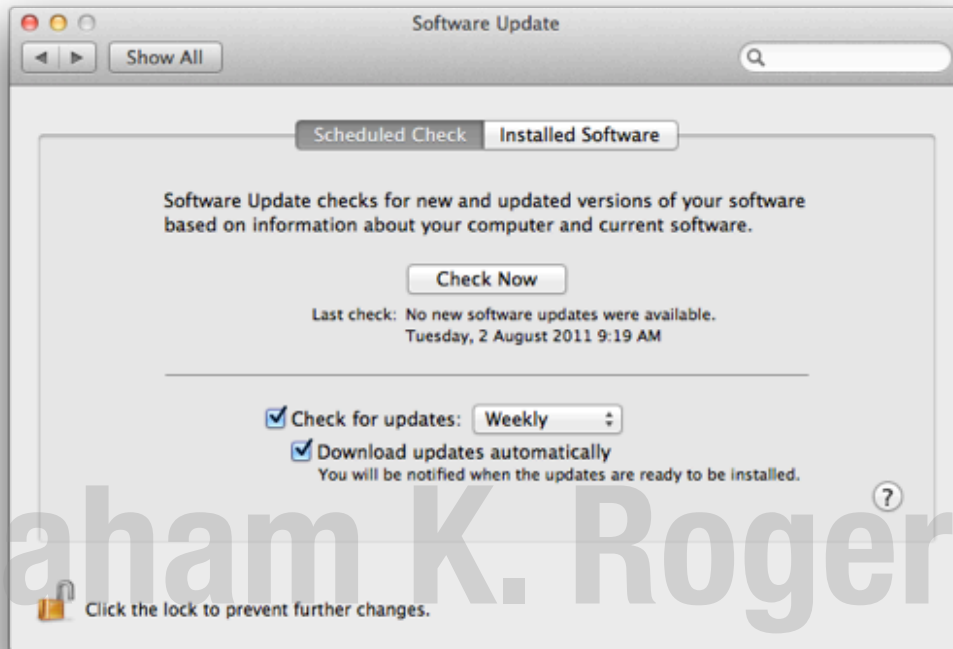 Software Update
Show All
Scheduled Check Installed Software
Software Update checks for new and updated versions of your software
based on information about your computer and current software.
Check Now
Last check: No new software updates were available.
Tuesday, 2 August 2011 9:19 AM
Check for updates: Weekly
Download updates automatically
You will be notified when the updates are ready to be installed.
?
aham K. Roger
Click the lock to prevent further changes.